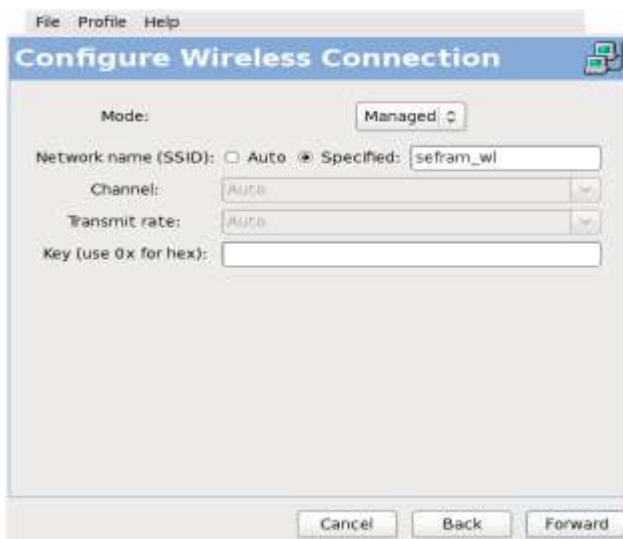 File Profile Help
Configure Wireless Connection
Mode: Managed
Network name (SSID): Auto Specified: sefram_wl
Channel: Auto
Transmit rate: Auto
Key (use 0x for hex):
Cancel Back Forward